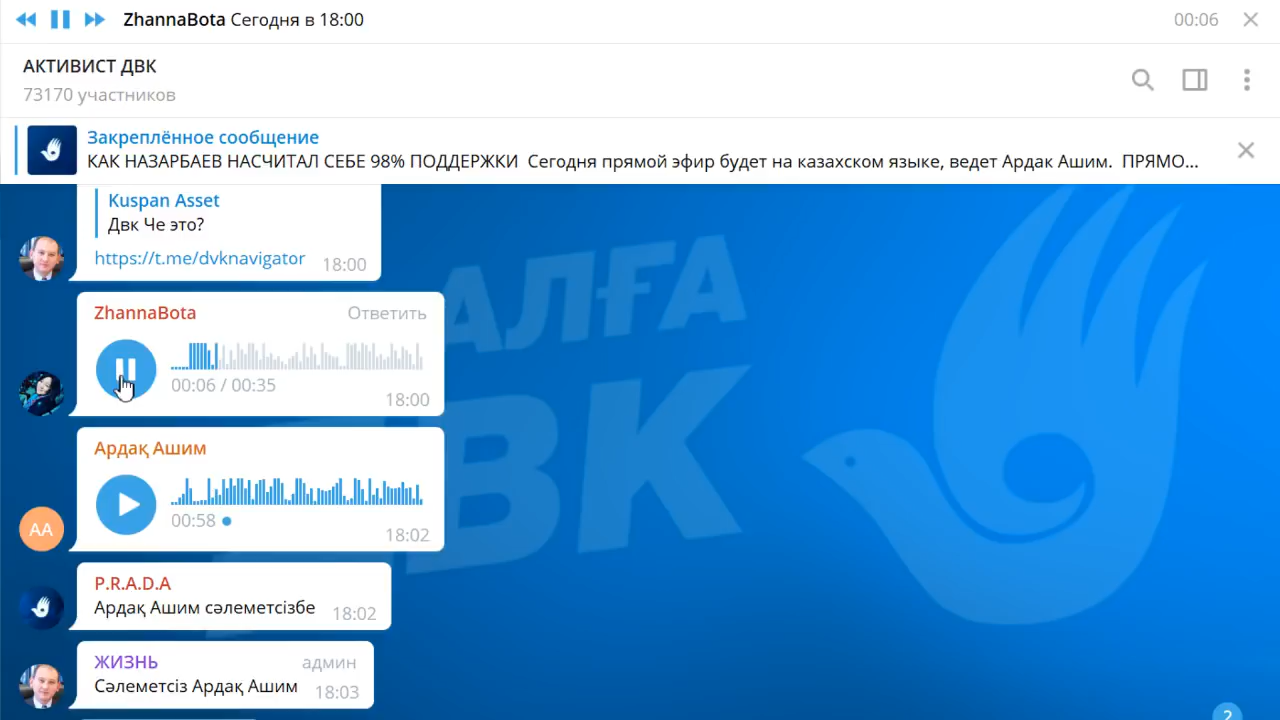 ZhannaBota Сегодня в 18:00 00:06
АКТИВИСТ ДВК
73170 участников
Закреплённое сообщение
КАК НАЗАРБАЕВ НАСЧИТАЛ СЕБЕ 98% ПОДДЕРЖКИ Сегодня прямой эфир будет на казахском языке, ведет Ардак Ашим. ПРЯМО...
Kuspan Asset
Двк Че это?
https://t.me/dvknavigator 18:00
ZhannaBota Ответить
00:06 / 00:35
18:00
Ардақ Ашим
00:58
18:02
АА
P.R.A.D.A
Ардақ Ашим сәлеметсізбе 18:02
ЖИЗНЬ админ
Сәлеметсіз Ардақ Ашим 18:03
АЛҒА
ДВК
2